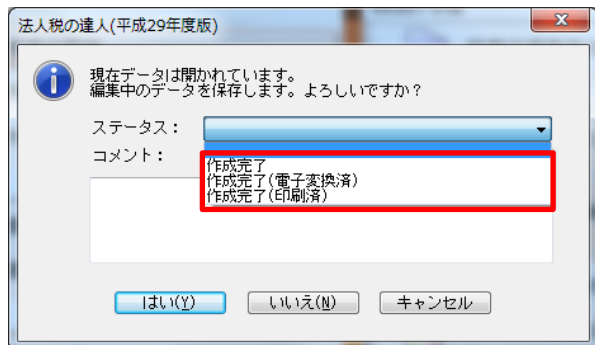 法人税の達人(平成29年度版)
現在データは開かれています。
編集中のデータを保存します。よろしいですか？
ステータス：
コメント：
作成完了
作成完了(電子変換済)
作成完了(印刷済)
はい(Y) いいえ(N) キャンセル